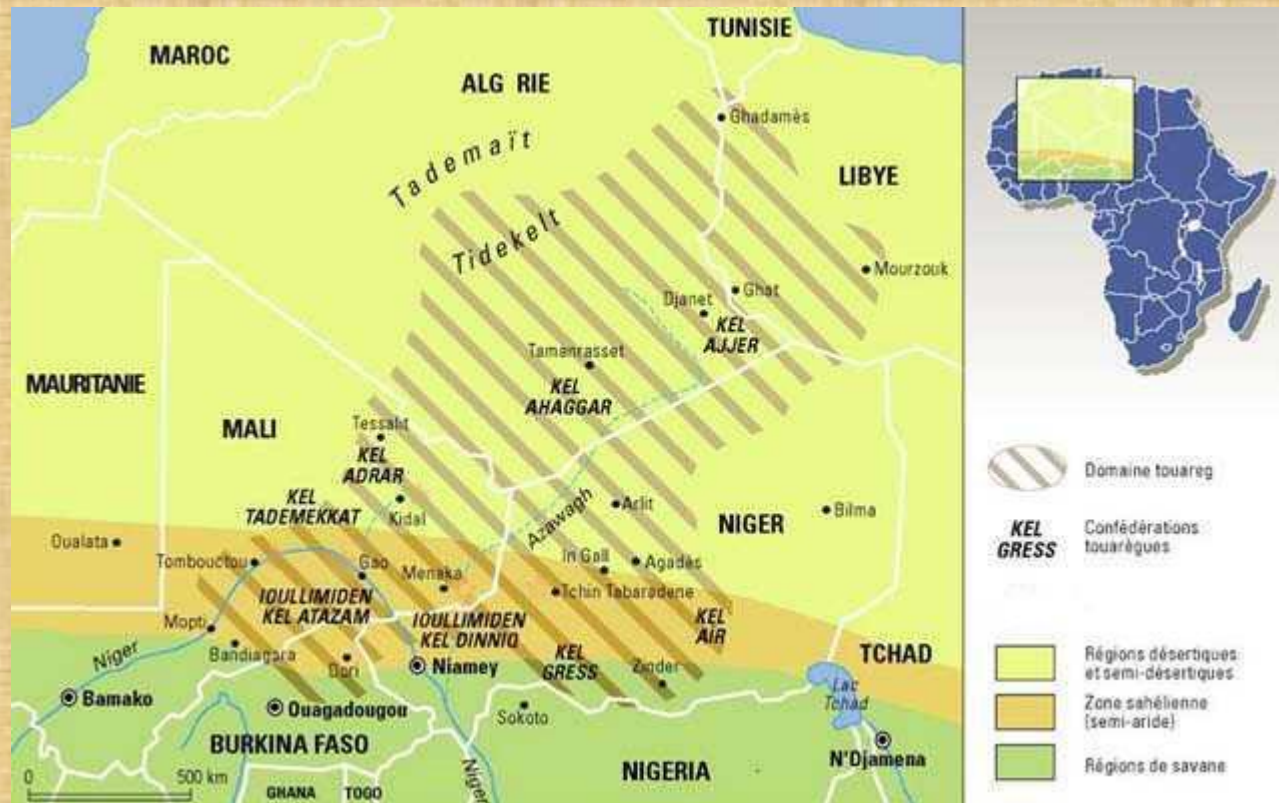 TUNISIE
MAROC
ALG RIE
Ghadamès
Tademaït
LIBYE
Tidekelt
Mourzouk
Ghat
Djanet
KEL
AJJER
Tamanrasset
KEL
AHAGGAR
MAURITANIE
MALI
Tessalit
KEL
ADRAR
KEL
TADEMEKKAT
Kidal
Azawagh
Arlit
NIGER
Bilma
Oualata
Tombouctou
Gao
Menaka
In Gall
Agadès
Tchin Tabaradene
IOULLIMIDEN
KEL ATAZAM
IOULLIMIDEN
KEL DINNIQ
KEL
AIR
Mopti
Niger
Bandiagara
Dori
Niamey
KEL
GRESS
Zinder
TCHAD
Lac
Tchad
Bamako
Ouagadougou
Sokoto
BURKINA FASO
N'Djamena
NIGERIA
Niger
0
500 km
GHANA
TOGO
Domaine touareg
KEL
GRESS
Confédérations
touarègues
Régions désertiques
et semi-désertiques
Zone sahélienne
(semi-aride)
Régions de savane